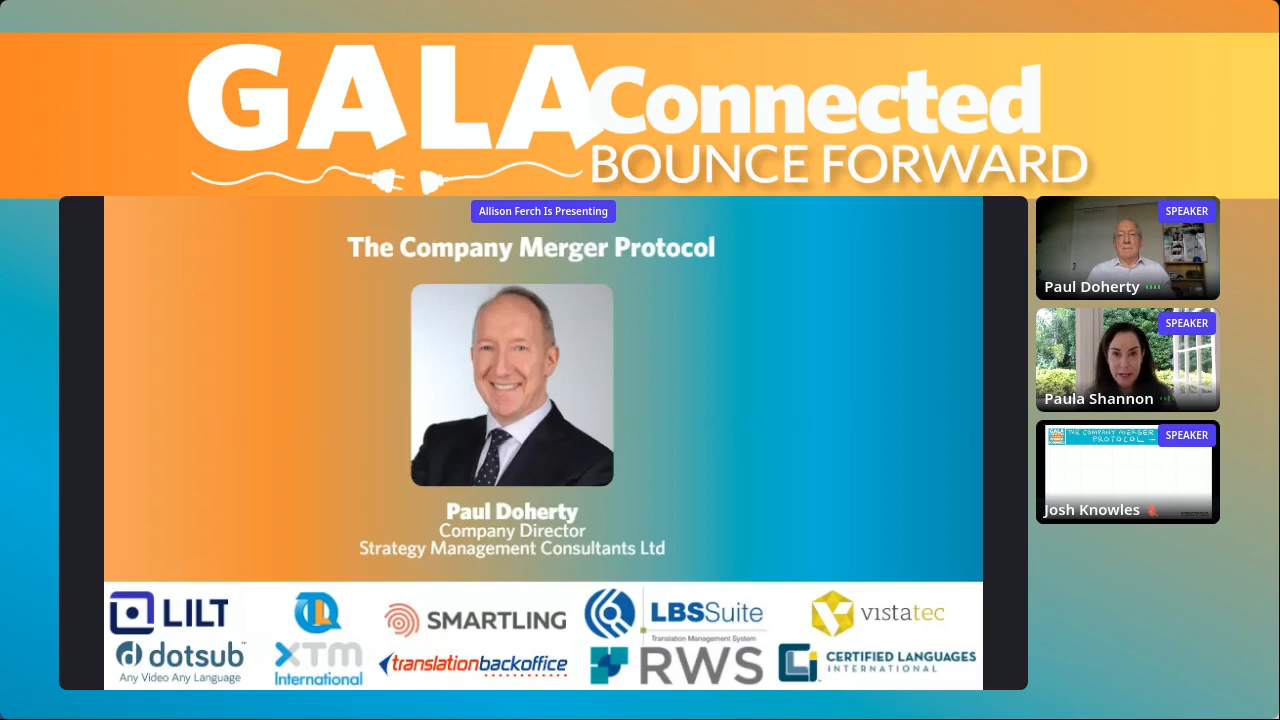 GALA Connected
BOUNCE FORWARD
Allison Ferch Is Presenting
The Company Merger Protocol
Paul Doherty
Company Director
Strategy Management Consultants Ltd
LILT
SMARTLING
LBSSuite
Translation Management System
vistatec
dotsub
Any Video Any Language
XTM
International
translationbackoffice
RWS
CERTIFIED LANGUAGES
INTERNATIONAL
SPEAKER
Paul Doherty
SPEAKER
Paula Shannon
GALA
THE COMPANY MERGER
PROTOCOL
SPEAKER
Josh Knowles